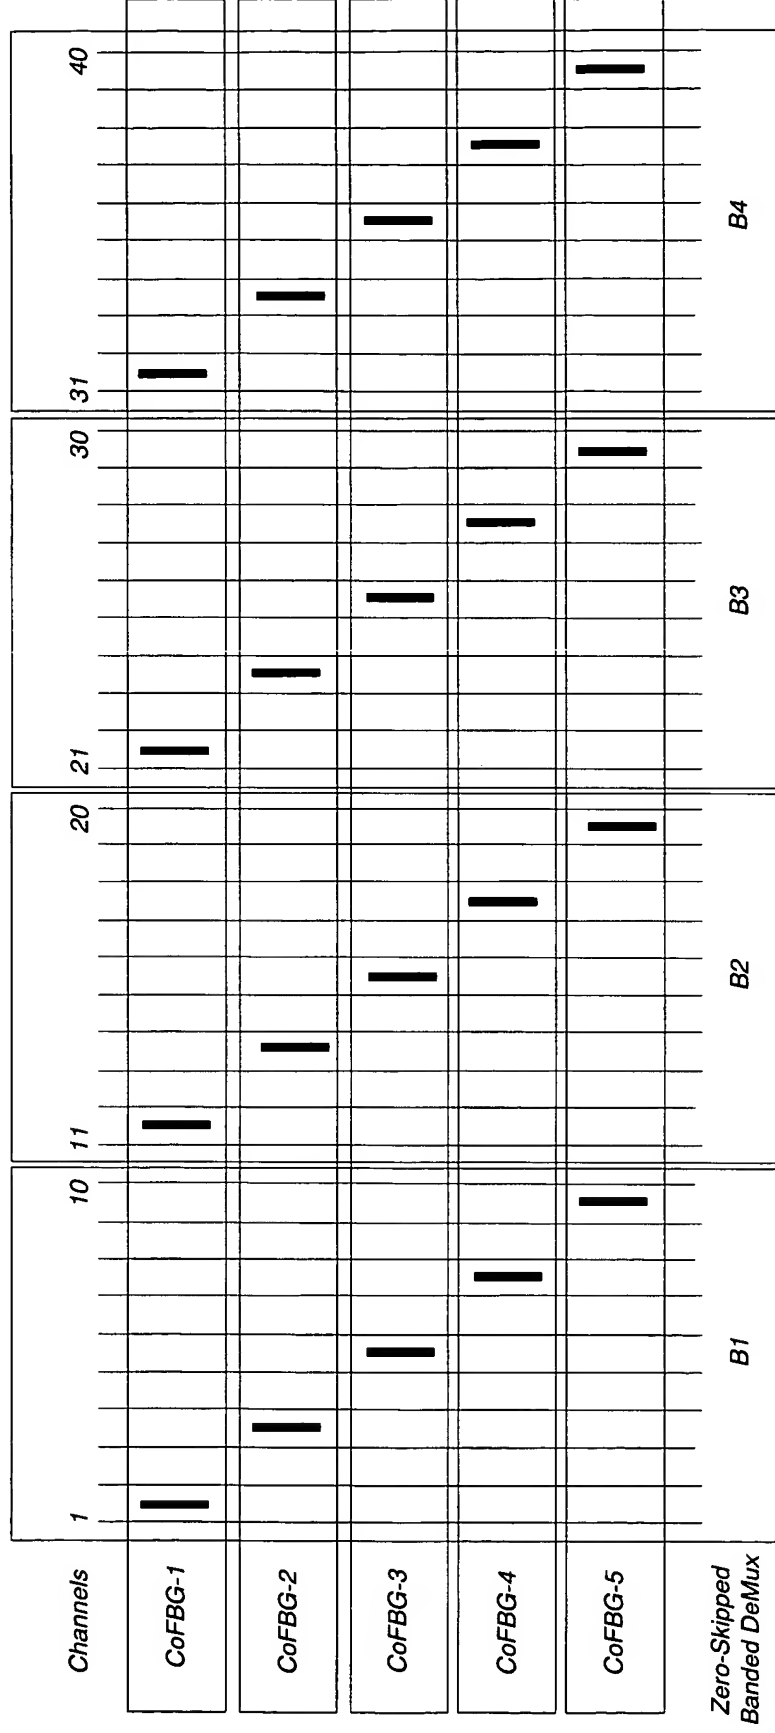 Channels 1 10 11 20 21 30 31 40
CoFBG-1
CoFBG-2
CoFBG-3
CoFBG-4
CoFBG-5
Zero-Skipped
Banded DeMux B1 B2 B3 B4